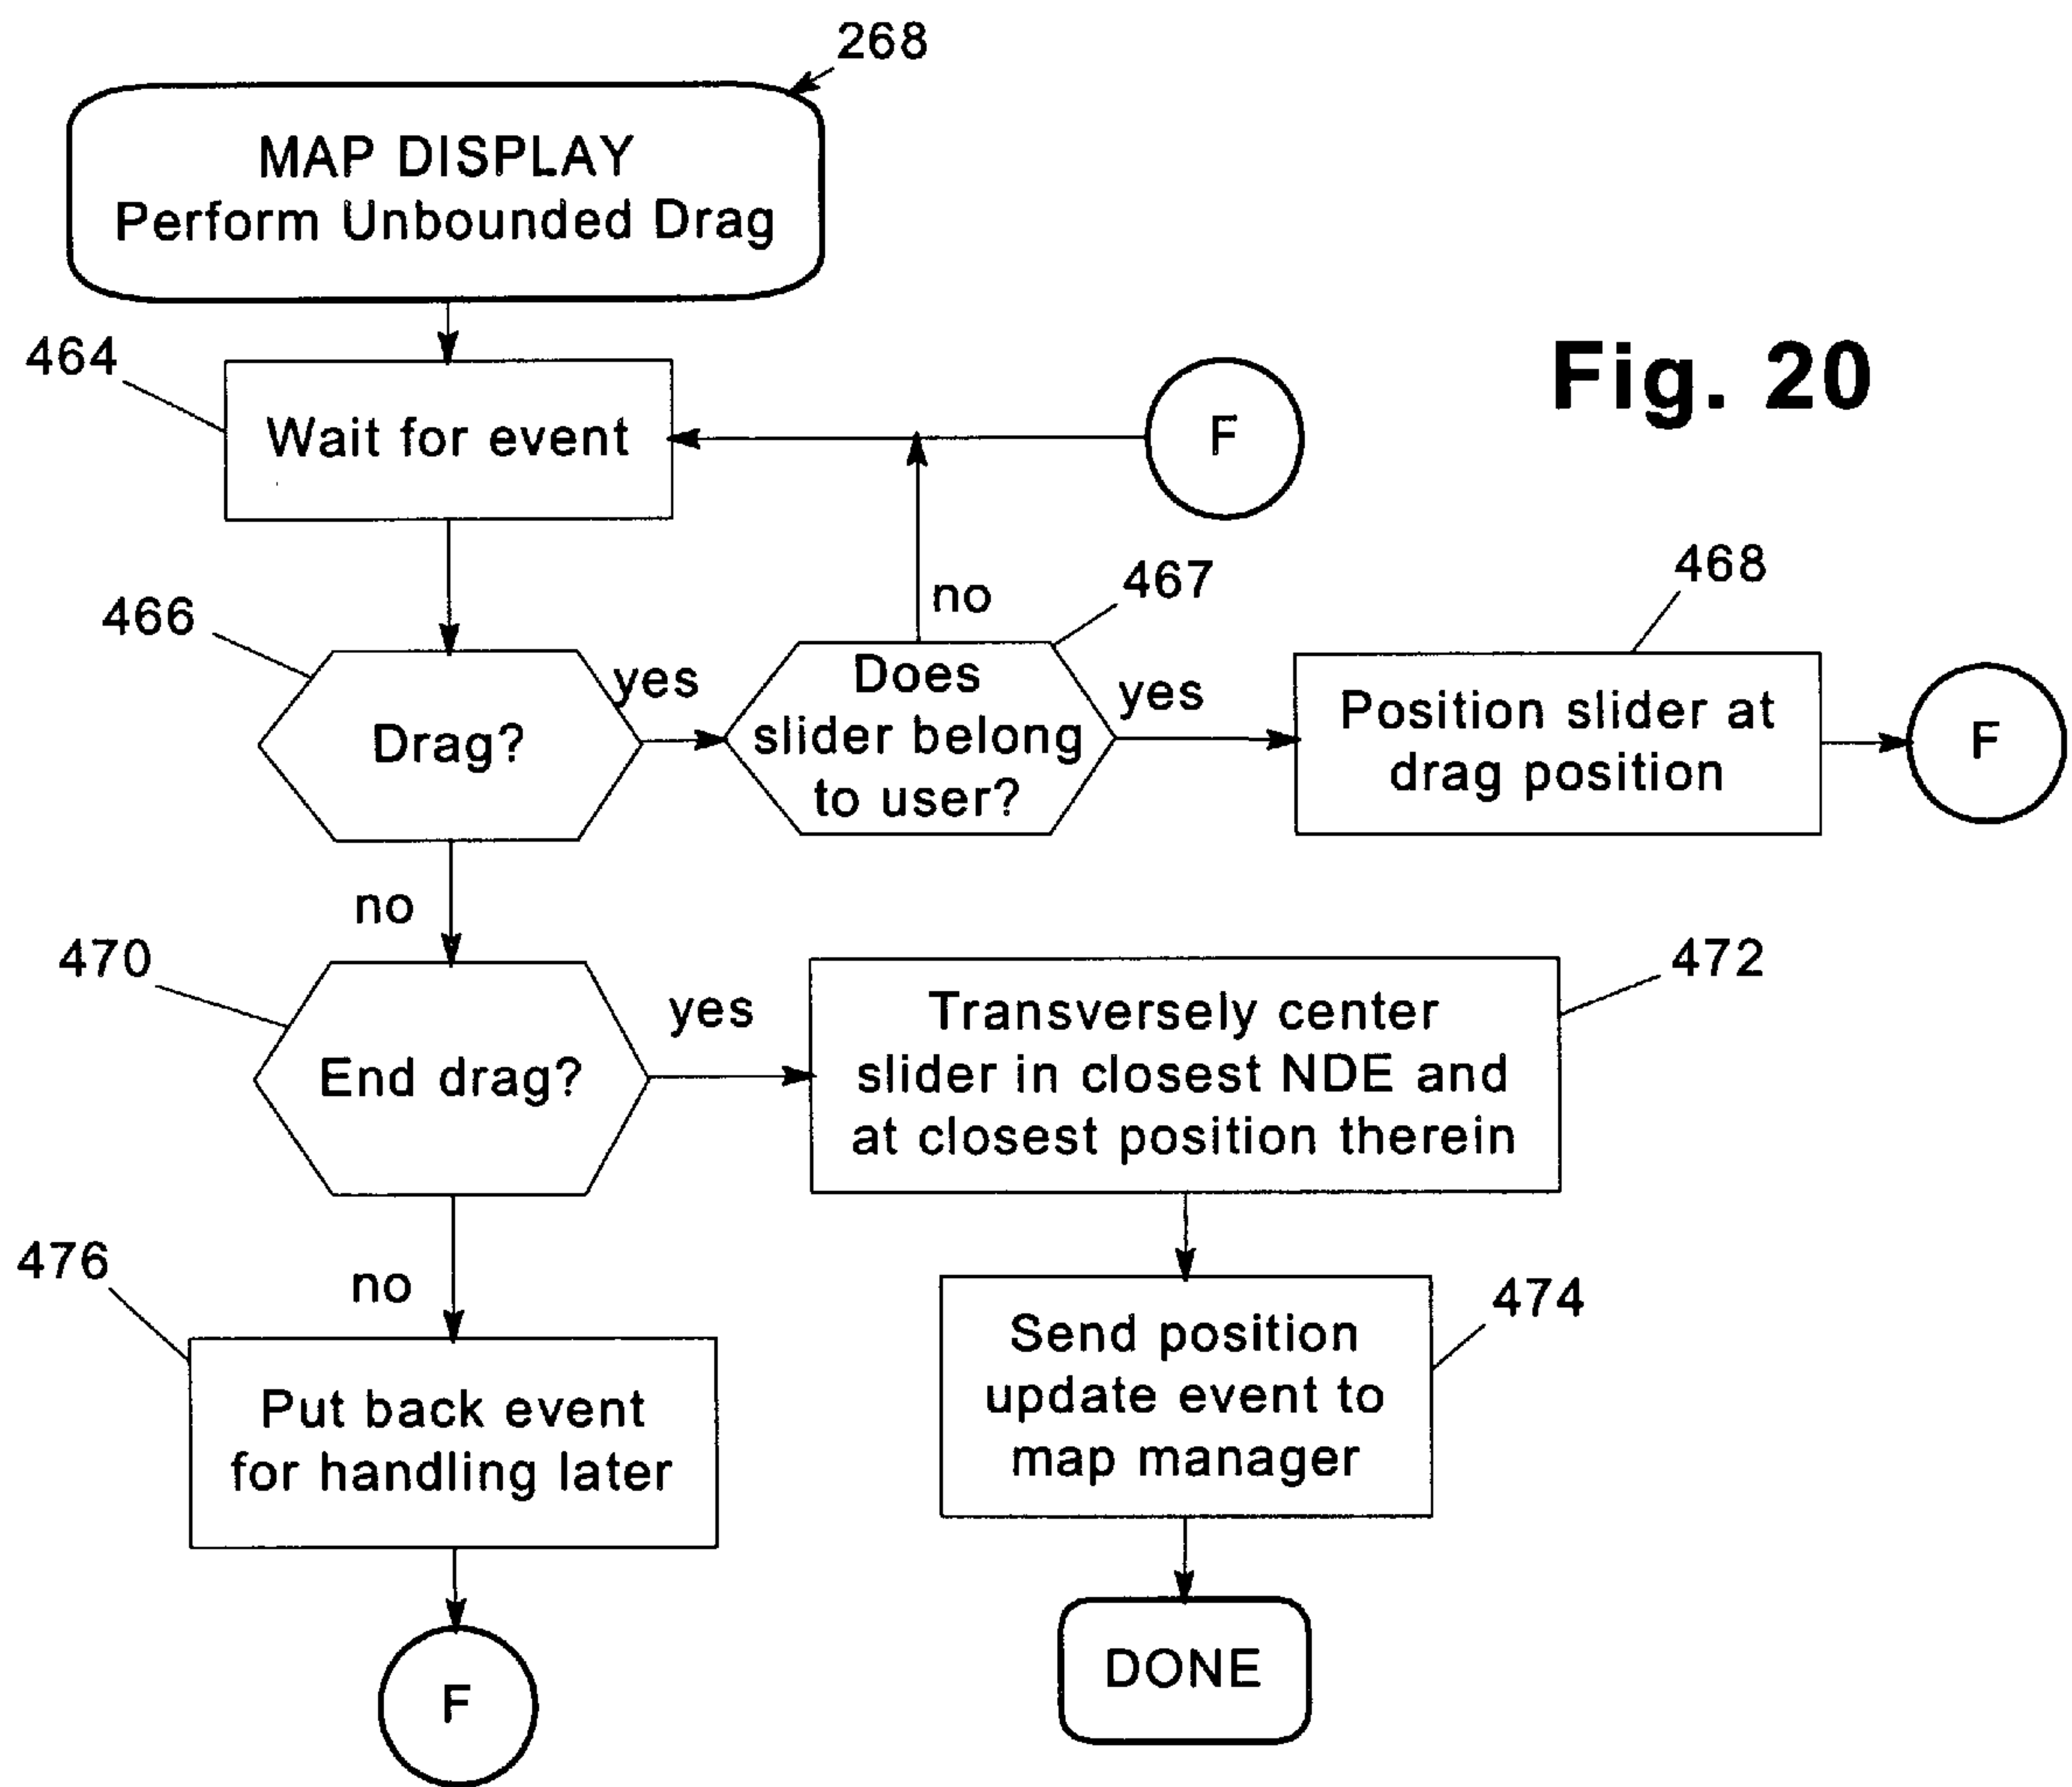 268
MAP DISPLAY
Perform Unbounded Drag
464
Wait for event
F
Fig. 20
466
Drag?
yes
no
467
Does
slider belong
to user?
yes
468
Position slider at
drag position
F
no
470
End drag?
yes
472
Transversely center
slider in closest NDE and
at closest position therein
476
no
Put back event
for handling later
474
Send position
update event to
map manager
F
DONE